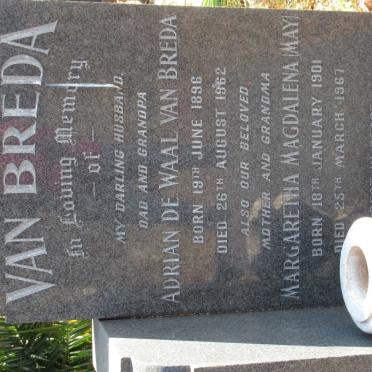 VAN BREDA
In Loving Memory
of
MY DARLING HUSBAND,
DAD AND GRANDPA
ADRIAN DE WAAL VAN BREDA
BORN 19TH JUNE 1896
DIED 26TH AUGUST 1962
ALSO OUR BELOVED
MOTHER AND GRANDMA
MARGARETHA MAGDALENA MAY
BORN 18TH JANUARY 1901
DIED 25TH MARCH 1967